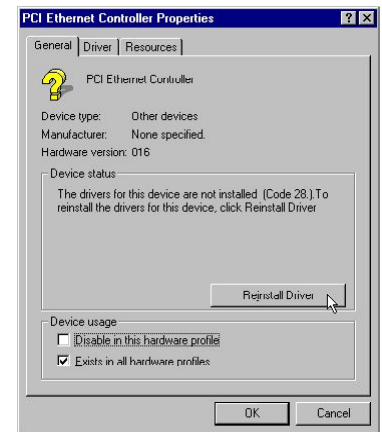 PCI Ethernet Controller Properties
General Driver Resources
PCI Ethernet Controller
Device type: Other devices
Manufacturer: None specified.
Hardware version: 016
Device status
The drivers for this device are not installed. (Code 28.) To
reinstall the drivers for this device, click Reinstall Driver
Reinstall Driver
Device usage
Disable in this hardware profile
Exists in all hardware profiles
OK Cancel